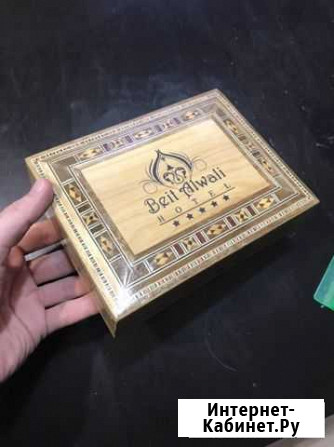 Beit Alwali
HOTEL
Интернет-
Кабинет.Ру